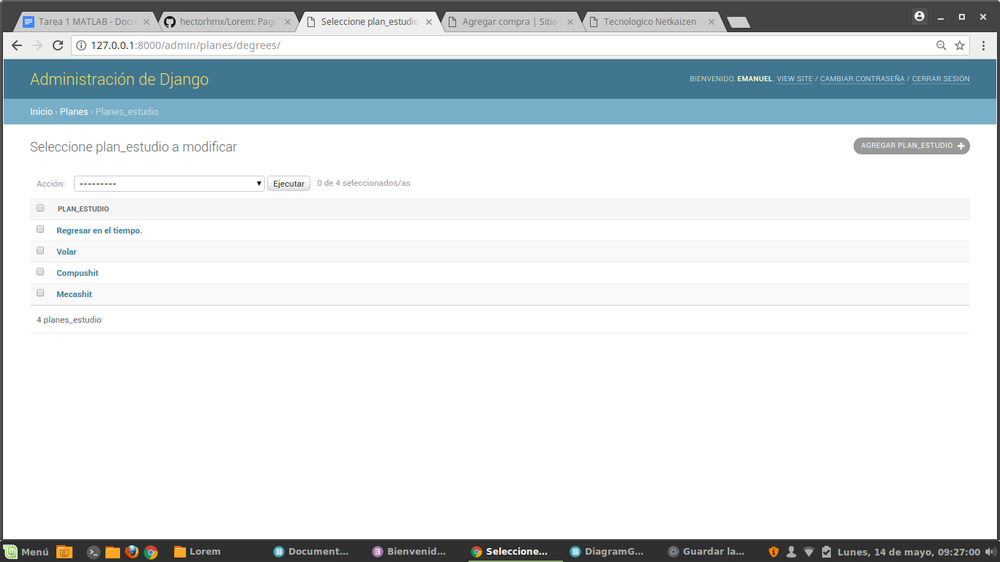 Tarea 1 MATLAB - Docu
hectorhmx/Lorem: Pagi
Seleccione plan_estudio
Agregar compra | Sitio
Tecnologico Netkaizen
127.0.0.1:8000/admin/planes/degrees/
Administración de Django
BIENVENIDO, EMANUEL. VIEW SITE / CAMBIAR CONTRASEÑA / CERRAR SESIÓN
Inicio › Planes › Planes_estudio
Seleccione plan_estudio a modificar
AGREGAR PLAN_ESTUDIO
Acción: --------- Ejecutar 0 de 4 seleccionados/as
PLAN_ESTUDIO
Regresar en el tiempo.
Volar
Compushit
Mecashit
4 planes_estudio
Menú
Lorem
Document...
Bienvenid...
Seleccione...
DiagramG...
Guardar la...
Lunes, 14 de mayo, 09:27:00